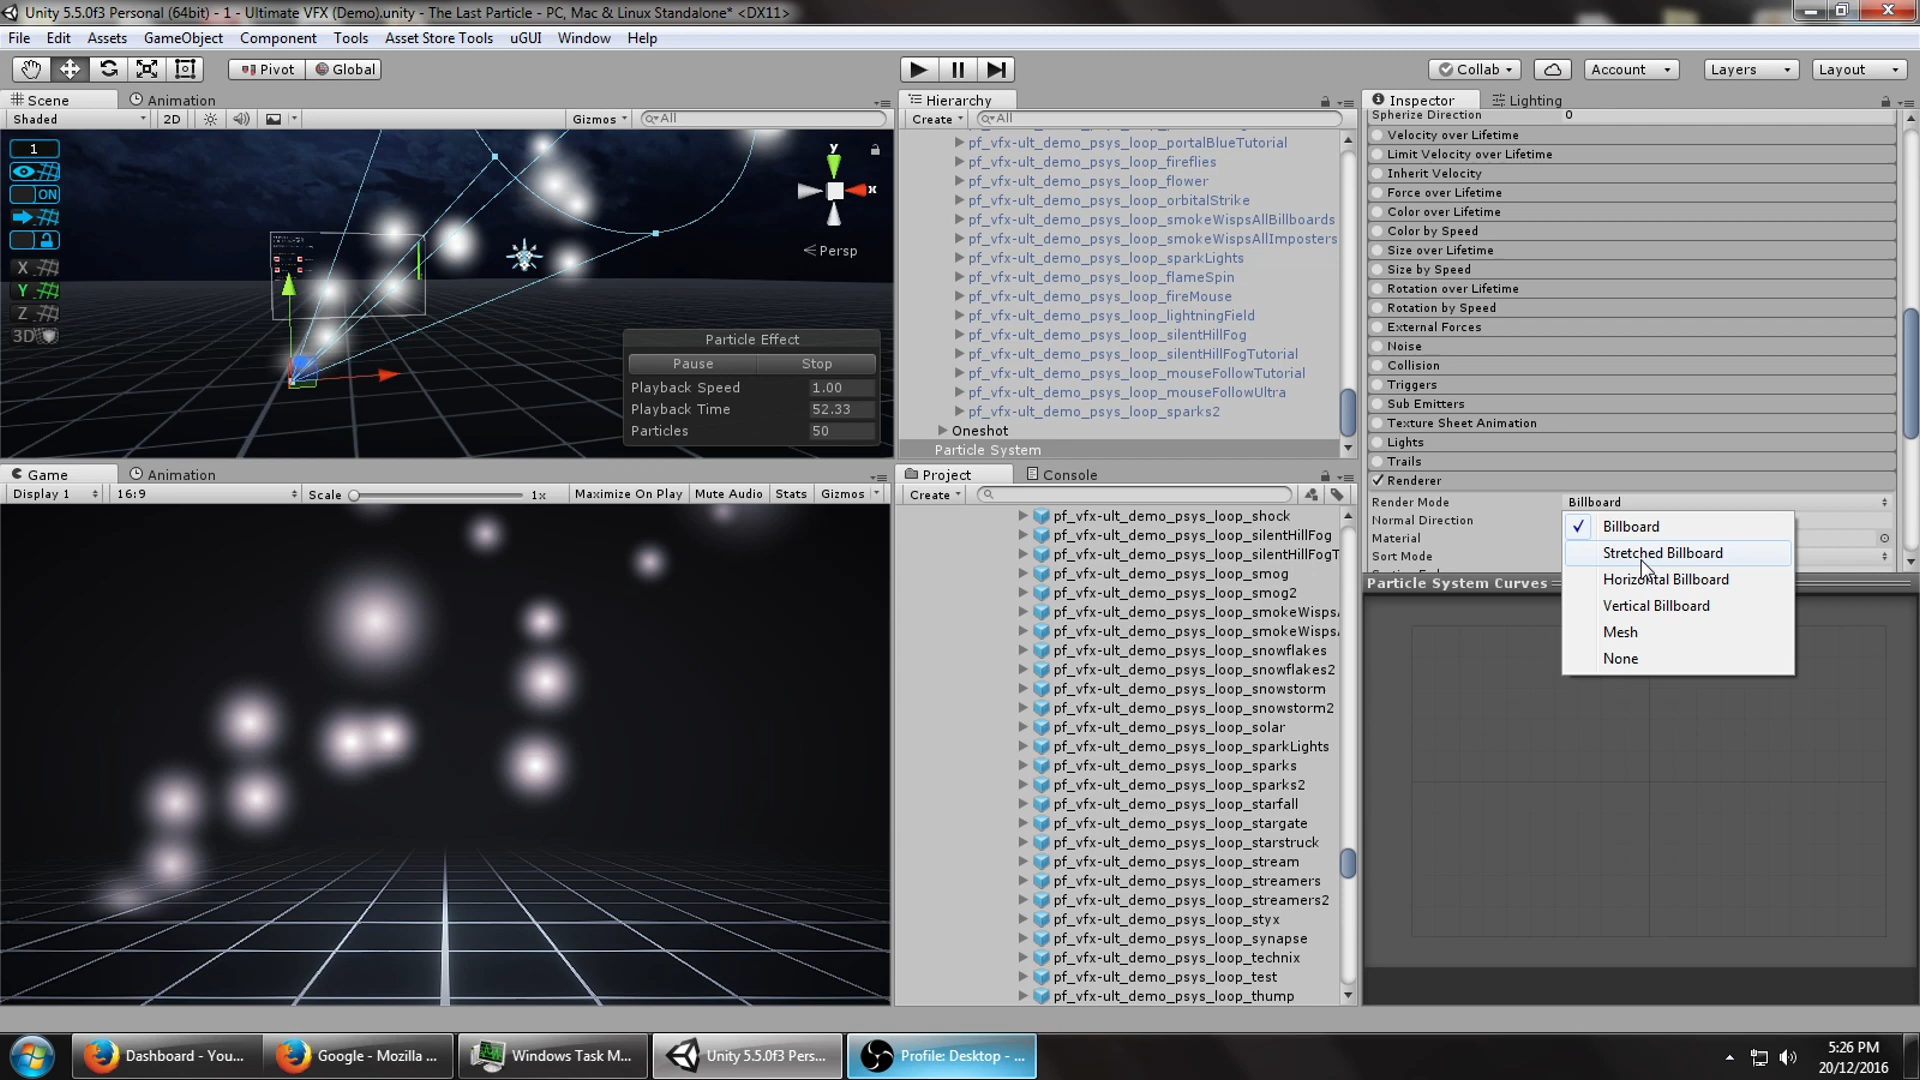 Unity 5.5.0f3 Personal (64bit) - 1 - Ultimate VFX (Demo).unity - The Last Particle - PC, Mac & Linux Standalone* <DX11>
File Edit Assets GameObject Component Tools Asset Store Tools uGUI Window Help
Pivot Global
Collab Account Layers Layout
Scene Animation
Shaded 2D Gizmos All
1
ON
X
Y
Z
3D
y
x
Persp
Particle Effect
Pause Stop
Playback Speed 1.00
Playback Time 52.33
Particles 50
Game Animation
Display 1 16:9 Scale 1x Maximize On Play Mute Audio Stats Gizmos
Hierarchy
Create All
pf_vfx-ult_demo_psys_loop_portalBlueTutorial
pf_vfx-ult_demo_psys_loop_fireflies
pf_vfx-ult_demo_psys_loop_flower
pf_vfx-ult_demo_psys_loop_orbitalStrike
pf_vfx-ult_demo_psys_loop_smokeWispsAllBillboards
pf_vfx-ult_demo_psys_loop_smokeWispsAllImposters
pf_vfx-ult_demo_psys_loop_sparkLights
pf_vfx-ult_demo_psys_loop_flameSpin
pf_vfx-ult_demo_psys_loop_fireMouse
pf_vfx-ult_demo_psys_loop_lightningField
pf_vfx-ult_demo_psys_loop_silentHillFog
pf_vfx-ult_demo_psys_loop_silentHillFogTutorial
pf_vfx-ult_demo_psys_loop_mouseFollowTutorial
pf_vfx-ult_demo_psys_loop_mouseFollowUltra
pf_vfx-ult_demo_psys_loop_sparks2
Oneshot
Particle System
Project Console
Create
pf_vfx-ult_demo_psys_loop_shock
pf_vfx-ult_demo_psys_loop_silentHillFog
pf_vfx-ult_demo_psys_loop_silentHillFogT
pf_vfx-ult_demo_psys_loop_smog
pf_vfx-ult_demo_psys_loop_smog2
pf_vfx-ult_demo_psys_loop_smokeWisps
pf_vfx-ult_demo_psys_loop_smokeWisps
pf_vfx-ult_demo_psys_loop_snowflakes
pf_vfx-ult_demo_psys_loop_snowflakes2
pf_vfx-ult_demo_psys_loop_snowstorm
pf_vfx-ult_demo_psys_loop_snowstorm2
pf_vfx-ult_demo_psys_loop_solar
pf_vfx-ult_demo_psys_loop_sparkLights
pf_vfx-ult_demo_psys_loop_sparks
pf_vfx-ult_demo_psys_loop_sparks2
pf_vfx-ult_demo_psys_loop_starfall
pf_vfx-ult_demo_psys_loop_stargate
pf_vfx-ult_demo_psys_loop_starstruck
pf_vfx-ult_demo_psys_loop_stream
pf_vfx-ult_demo_psys_loop_streamers
pf_vfx-ult_demo_psys_loop_streamers2
pf_vfx-ult_demo_psys_loop_styx
pf_vfx-ult_demo_psys_loop_synapse
pf_vfx-ult_demo_psys_loop_technix
pf_vfx-ult_demo_psys_loop_test
pf_vfx-ult_demo_psys_loop_thump
Inspector Lighting
Spherize Direction 0
Velocity over Lifetime
Limit Velocity over Lifetime
Inherit Velocity
Force over Lifetime
Color over Lifetime
Color by Speed
Size over Lifetime
Size by Speed
Rotation over Lifetime
Rotation by Speed
External Forces
Noise
Collision
Triggers
Sub Emitters
Texture Sheet Animation
Lights
Trails
Renderer
Render Mode Billboard
Normal Direction
Material
Sort Mode
Billboard
Stretched Billboard
Horizontal Billboard
Vertical Billboard
Mesh
None
Particle System Curves
Dashboard - You...
Google - Mozilla ...
Windows Task M...
Unity 5.5.0f3 Pers...
Profile: Desktop - ...
5:26 PM
20/12/2016